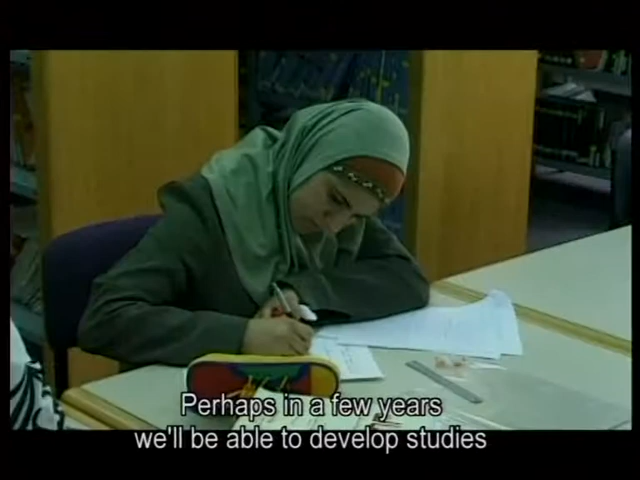 Perhaps in a few years
we'll be able to develop studies